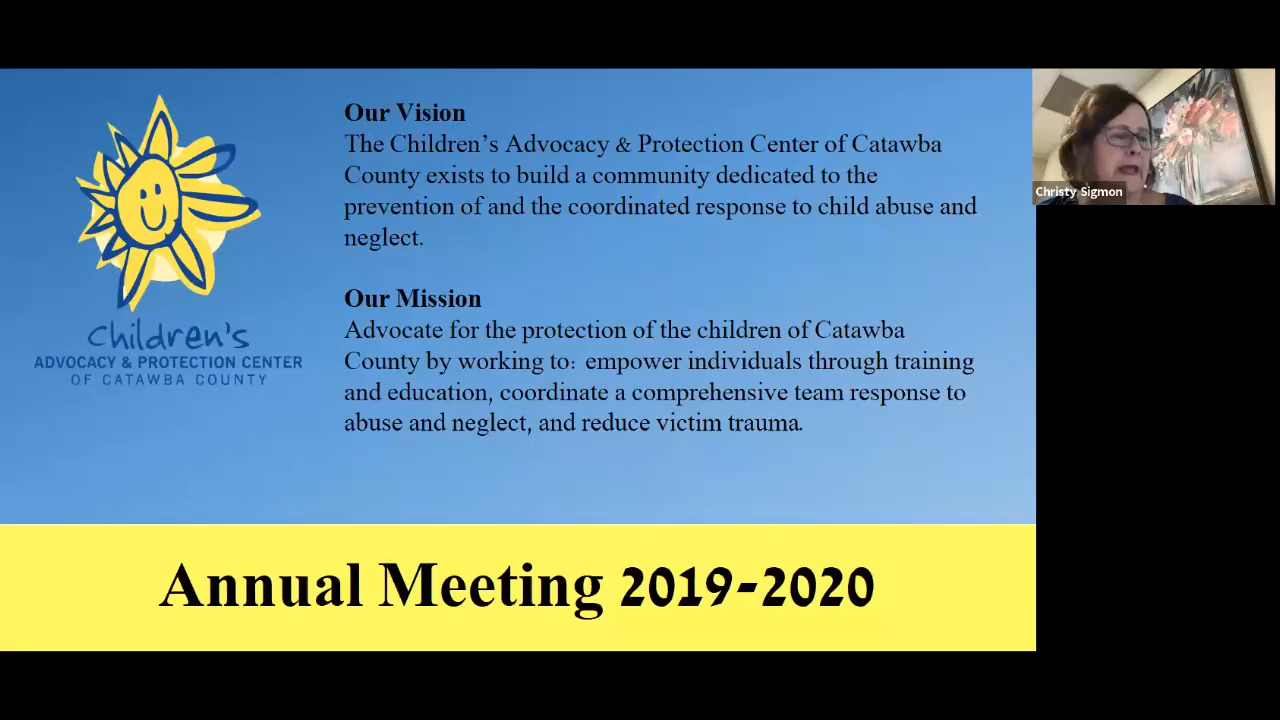 Our Vision
The Children's Advocacy & Protection Center of Catawba
County exists to build a community dedicated to the
prevention of and the coordinated response to child abuse and
neglect.
Our Mission
Advocate for the protection of the children of Catawba
County by working to: empower individuals through training
and education, coordinate a comprehensive team response to
abuse and neglect, and reduce victim trauma.
Children's
ADVOCACY & PROTECTION CENTER
OF CATAWBA COUNTY
Annual Meeting 2019-2020
Christy Sigmon